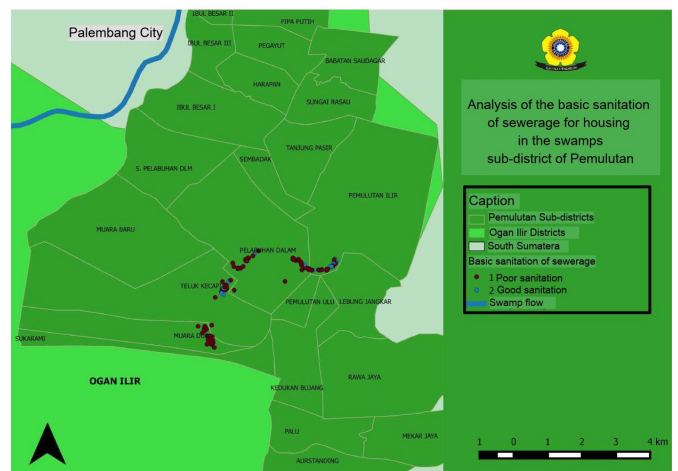 Palembang City
IBUL BESAR II
PIPA PUTIH
IBUL BESAR III
PEGAYUT
BABATAN SAUDAGAR
HARAPAN
SUNGAI RASAU
IBUL BESAR I
TANJUNG PASIR
SEMBADAK
S. PELABUHAN DLM
PEMULUTAN ILIR
MUARA BARU
PELABUHAN DALAM
TELUK KECAPI
PEMULUTAN ULU
LEBUNG JANGKAR
SUKARAMI
MUARA D
OGAN ILIR
RAWA JAYA
KEDUKAN BUJANG
PALU
MEKAR JAYA
AURSTANDING
Analysis of the basic sanitation
of sewerage for housing
in the swamps
sub-district of Pemulutan
Caption
Pemulutan Sub-districts
Ogan Ilir Districts
South Sumatera
Basic sanitation of sewerage
1 Poor sanitation
2 Good sanitation
Swamp flow
1 0 1 2 3 4 km